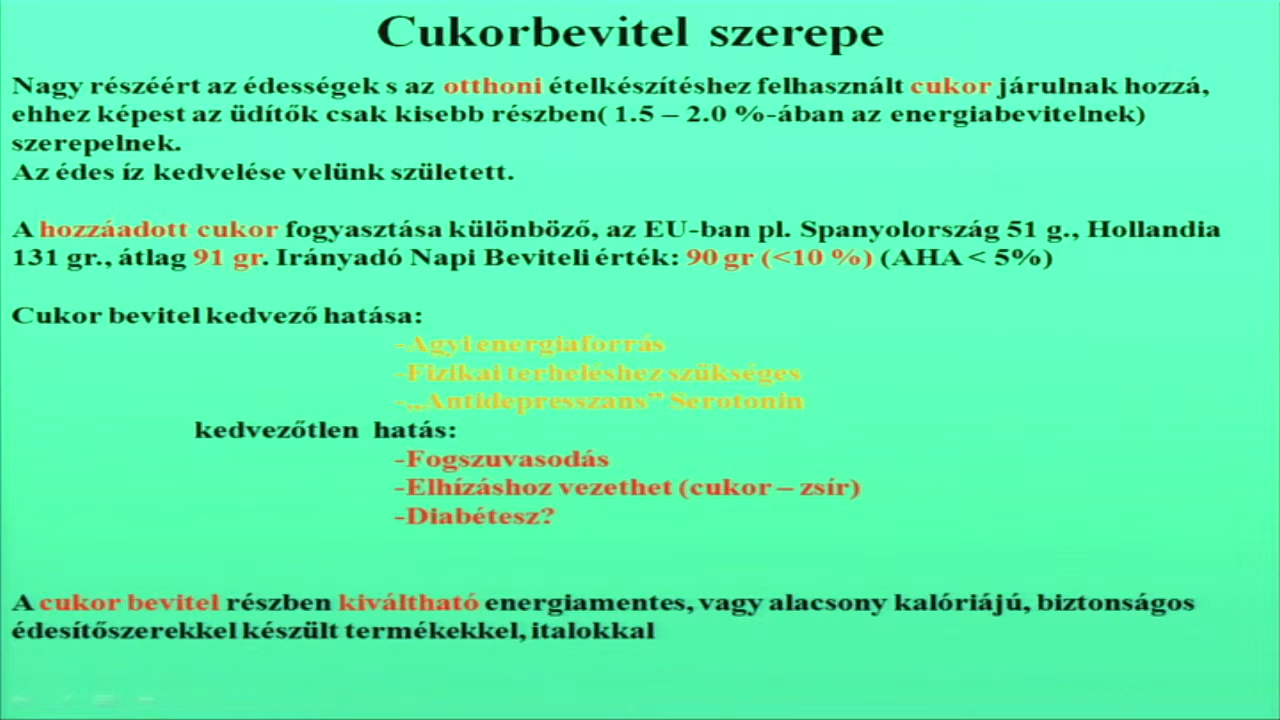 Cukorbevitel szerepe
Nagy részéért az édességek s az otthoni ételkészítéshez felhasznált cukor járulnak hozzá,
ehhez képest az üdítők csak kisebb részben( 1.5 – 2.0 %-ában az energiabevitelnek)
szerepelnek.
Az édes íz kedvelése velünk született.
A hozzáadott cukor fogyasztása különböző, az EU-ban pl. Spanyolország 51 g., Hollandia
131 gr., átlag 91 gr. Irányadó Napi Beviteli érték: 90 gr (<10 %) (AHA < 5%)
Cukor bevitel kedvező hatása:
-Agyi energiaforrás
-Fizikai terheléshez szükséges
-„Antidepresszans” Serotonin
kedvezőtlen hatás:
-Fogszuvasodás
-Elhízáshoz vezethet (cukor – zsír)
-Diabétesz?
A cukor bevitel részben kiváltható energiamentes, vagy alacsony kalóriájú, biztonságos
édesítőszerekkel készült termékekkel, italokkal